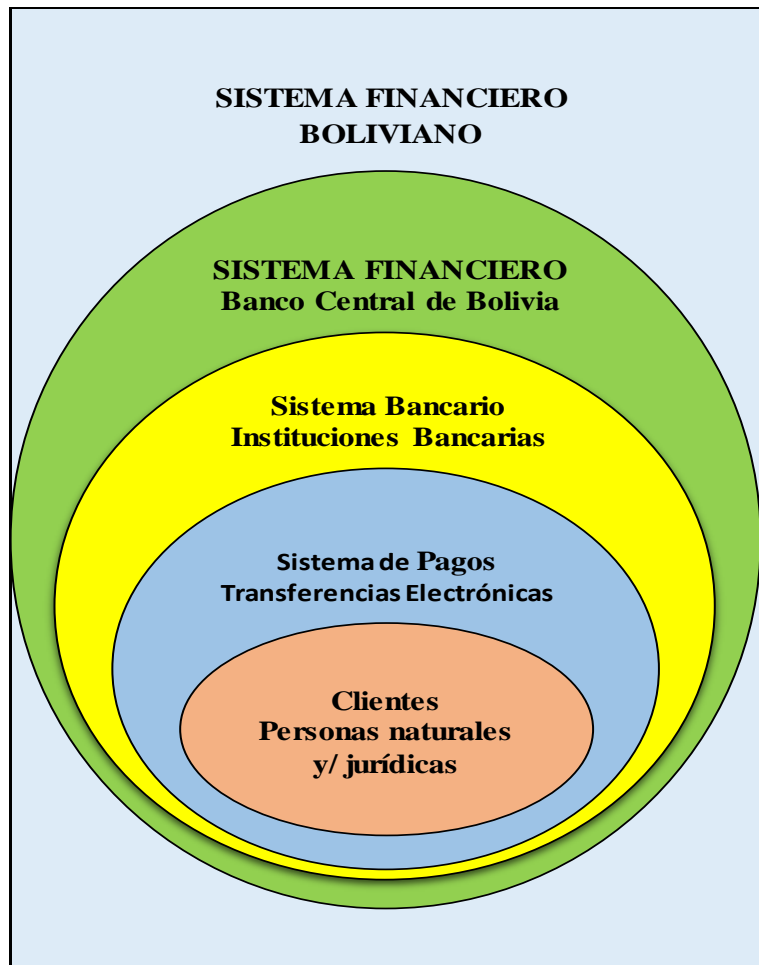 SISTEMA FINANCIERO
BOLIVIANO
SISTEMA FINANCIERO
Banco Central de Bolivia
Sistema Bancario
Instituciones Bancarias
Sistema de Pagos
Transferencias Electrónicas
Clientes
Personas naturales
y/ jurídicas